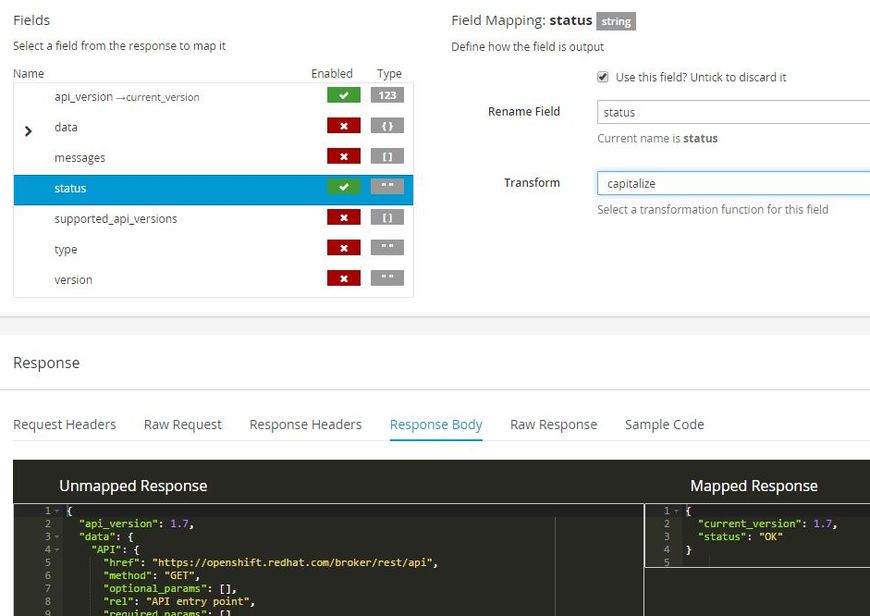 Fields
Select a field from the response to map it
Name Enabled Type
api_version →current_version 123
data { }
messages [ ]
status " "
supported_api_versions [ ]
type " "
version " "
Field Mapping: status string
Define how the field is output
Use this field? Untick to discard it
Rename Field status
Current name is status
Transform capitalize
Select a transformation function for this field
Response
Request Headers Raw Request Response Headers Response Body Raw Response Sample Code
Unmapped Response
1 {
2 "api_version": 1.7,
3 "data": {
4 "API": {
5 "href": "https://openshift.redhat.com/broker/rest/api",
6 "method": "GET",
7 "optional_params": [],
8 "rel": "API entry point",
9 "required_params": [],
Mapped Response
1 {
2 "current_version": 1.7,
3 "status": "OK"
4 }
5